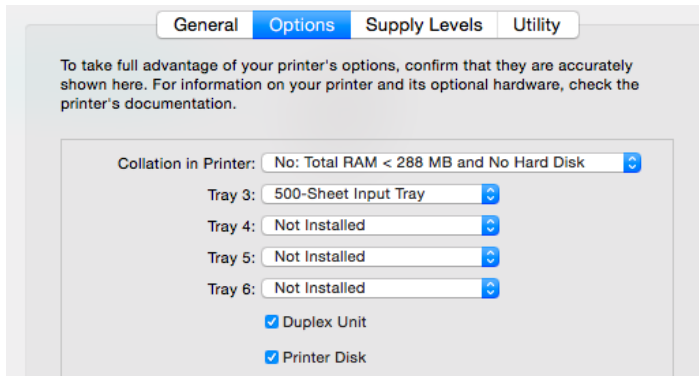 General Options Supply Levels Utility
To take full advantage of your printer's options, confirm that they are accurately
shown here. For information on your printer and its optional hardware, check the
printer's documentation.
Collation in Printer: No: Total RAM < 288 MB and No Hard Disk
Tray 3: 500-Sheet Input Tray
Tray 4: Not Installed
Tray 5: Not Installed
Tray 6: Not Installed
Duplex Unit
Printer Disk